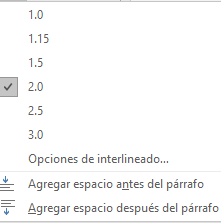 1.0
1.15
1.5
2.0
2.5
3.0
Opciones de interlineado...
Agregar espacio antes del párrafo
Agregar espacio después del párrafo